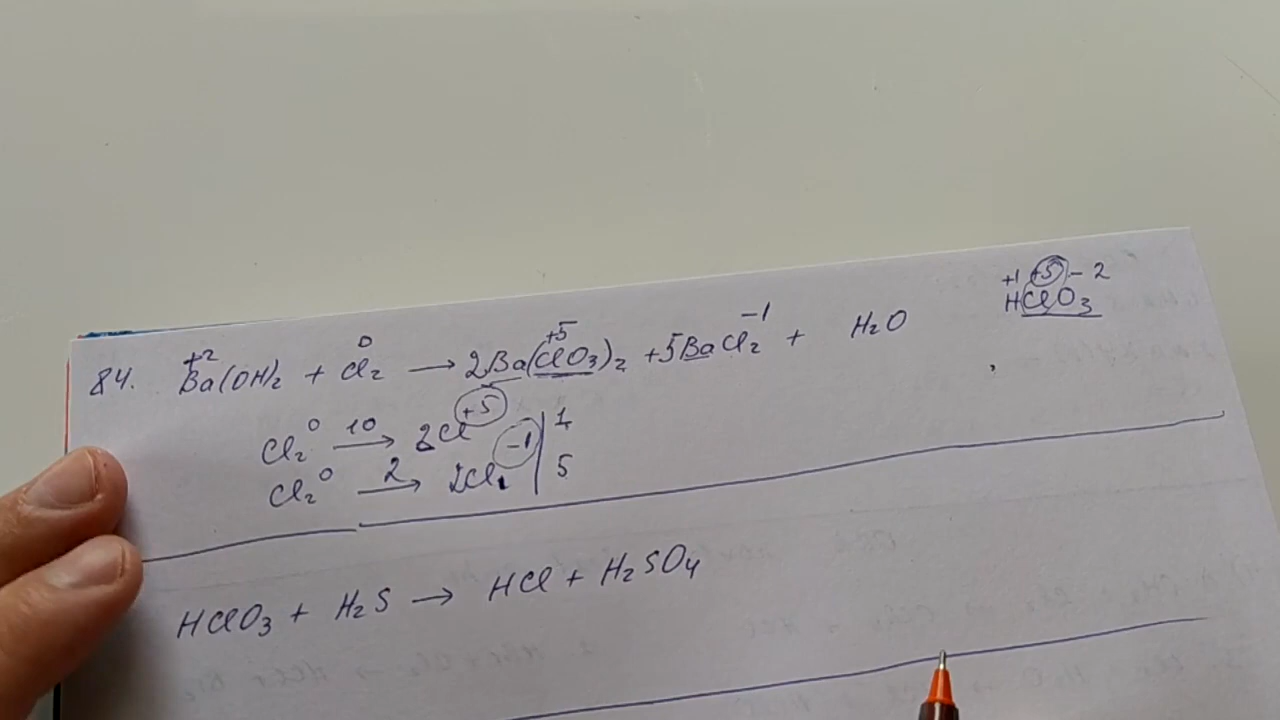 +1 +5 -2
HClO₃
+2 0 +5 -1
84. Ba(OH)₂ + Cl₂ → 2Ba(ClO₃)₂ + 5BaCl₂ + H₂O
Cl₂⁰ 10→ 2Cl⁺⁵ | 1
Cl₂⁰ 2→ 2Cl⁻¹ | 5
HClO₃ + H₂S → HCl + H₂SO₄